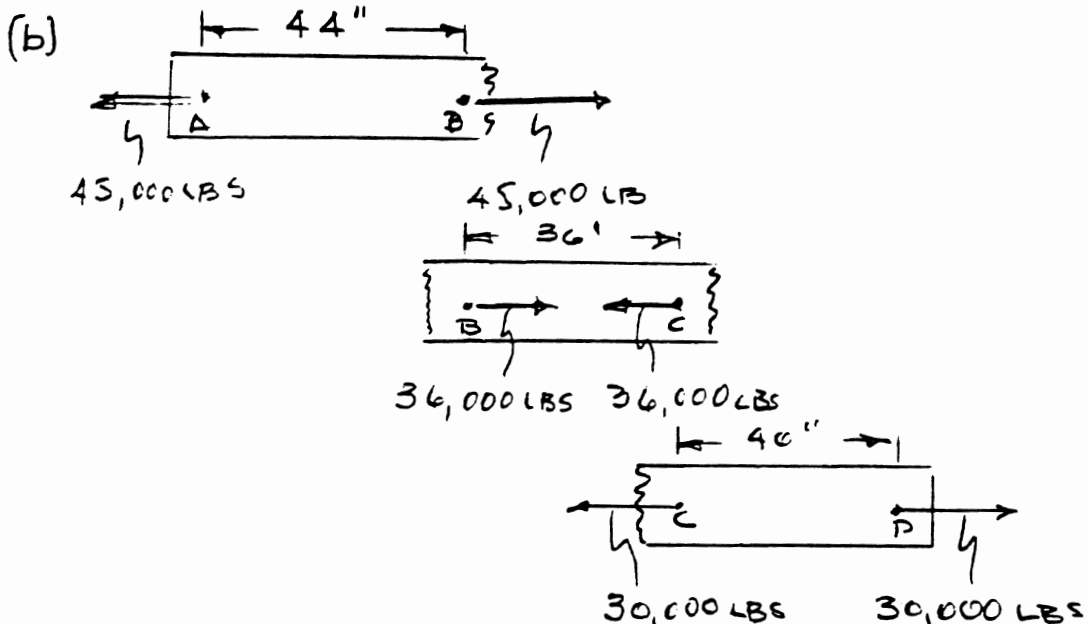 (b)
44"
A
B
45,000 LBS
45,000 LB
36'
B
C
36,000 LBS 36,000 LBS
40"
C
D
30,000 LBS 30,000 LBS